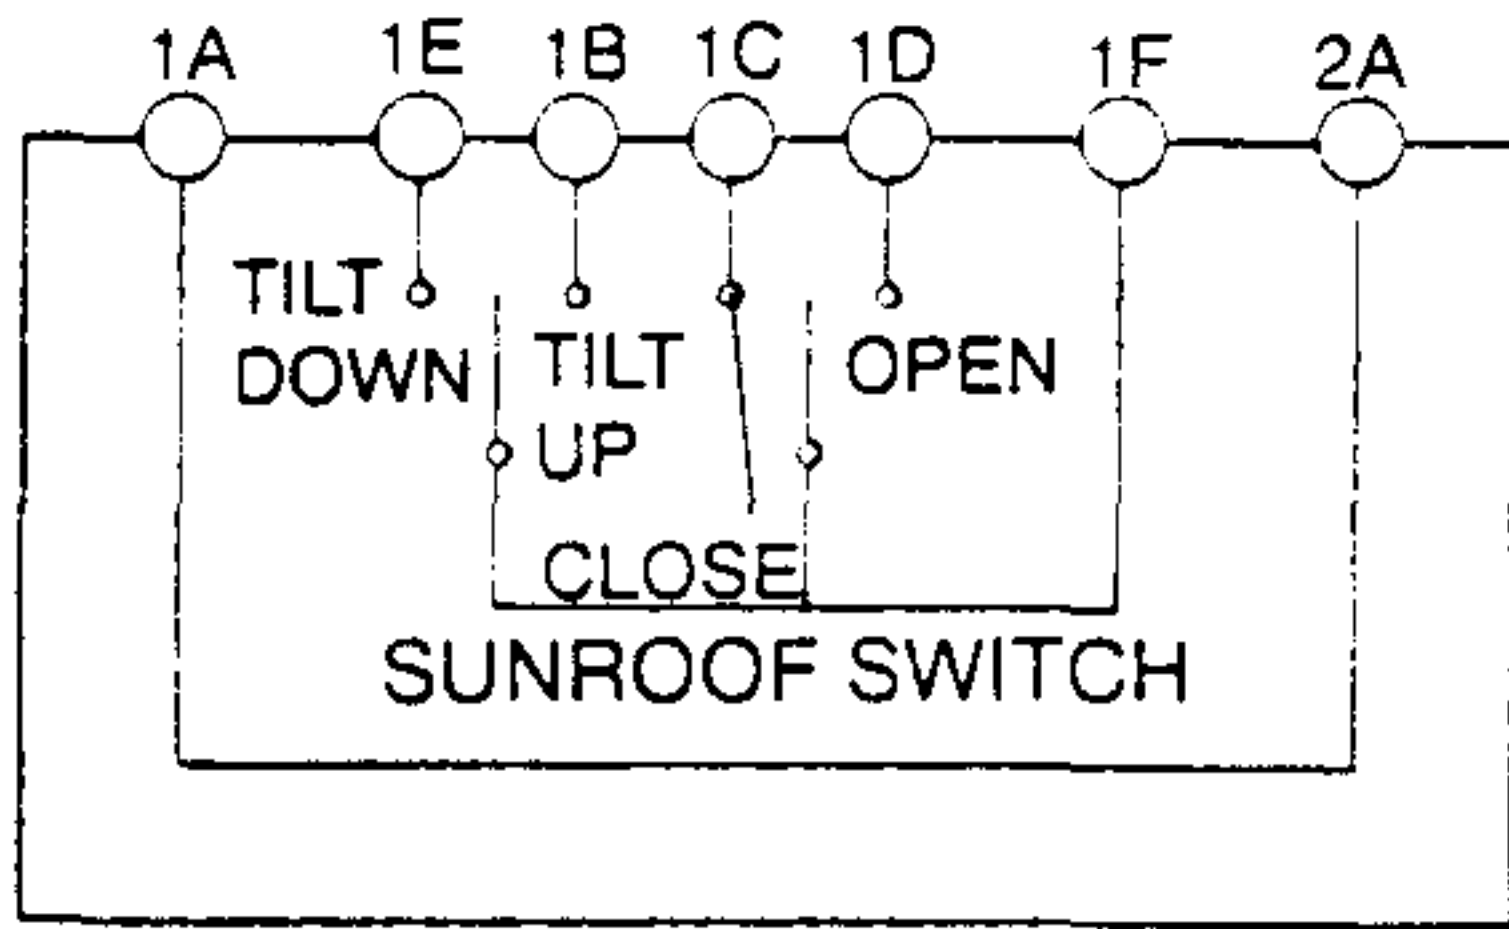 1A 1E 1B 1C 1D 1F 2A
TILT
DOWN
TILT
UP
OPEN
CLOSE
SUNROOF SWITCH